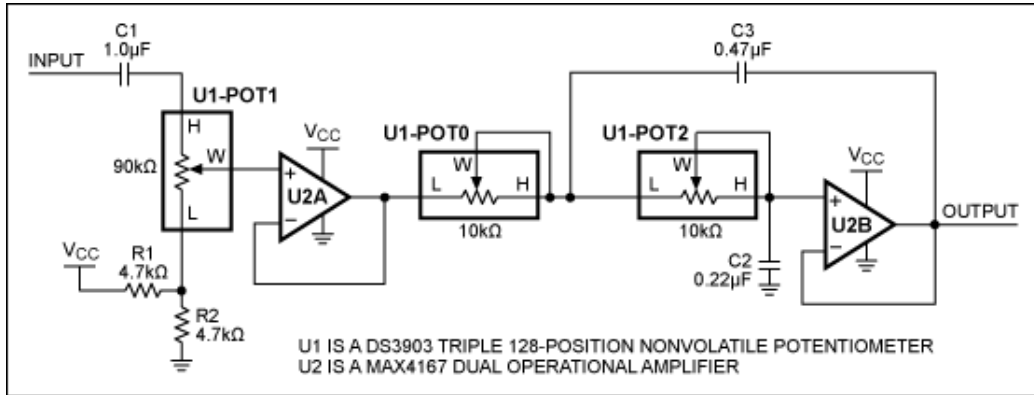 C1
1.0µF
INPUT
C3
0.47µF
U1-POT1
H
W
90kΩ
L
VCC
+
−
U2A
U1-POT0
W
L
H
10kΩ
U1-POT2
W
L
H
10kΩ
VCC
+
−
U2B
OUTPUT
VCC
R1
4.7kΩ
R2
4.7kΩ
C2
0.22µF
U1 IS A DS3903 TRIPLE 128-POSITION NONVOLATILE POTENTIOMETER
U2 IS A MAX4167 DUAL OPERATIONAL AMPLIFIER